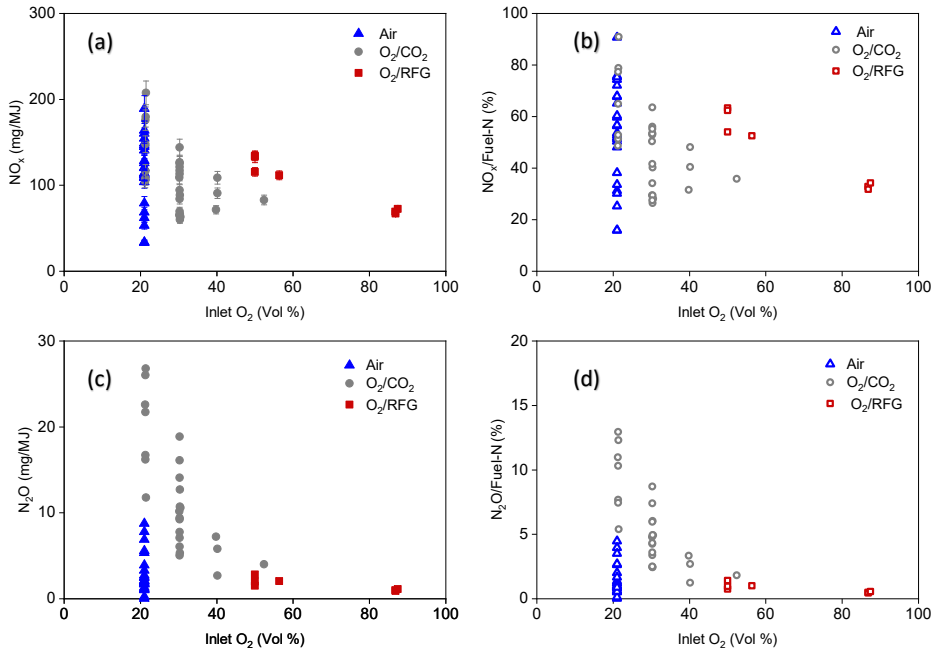 (a)
Air
O2/CO2
O2/RFG
NOx (mg/MJ)
300
200
100
0
0 20 40 60 80 100
Inlet O2 (Vol %)
(b)
Air
O2/CO2
O2/RFG
NOx/Fuel-N (%)
100
80
60
40
20
0
0 20 40 60 80 100
Inlet O2 (Vol %)
(c)
Air
O2/CO2
O2/RFG
N2O (mg/MJ)
30
20
10
0
0 20 40 60 80 100
Inlet O2 (Vol %)
(d)
Air
O2/CO2
O2/RFG
N2O/Fuel-N (%)
20
15
10
5
0
0 20 40 60 80 100
Inlet O2 (Vol %)